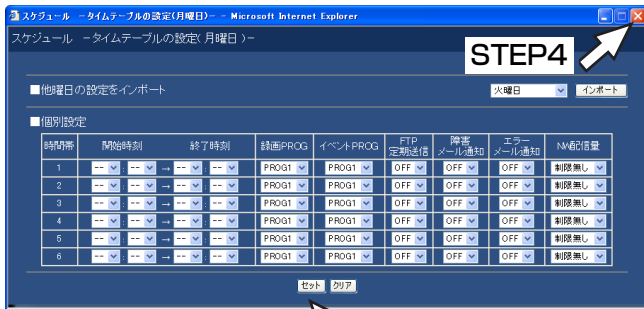 スケジュール －タイムテーブルの設定(月曜日)－ - Microsoft Internet Explorer
スケジュール －タイムテーブルの設定(月曜日)－
STEP4
■他曜日の設定をインポート 火曜日 インポート
■個別設定
時間帯 開始時刻 終了時刻 録画PROG イベントPROG FTP定期送信 障害メール通知 エラーメール通知 NW配信量
1 -- : -- → -- : -- PROG1 PROG1 OFF OFF OFF 制限無し
2 -- : -- → -- : -- PROG1 PROG1 OFF OFF OFF 制限無し
3 -- : -- → -- : -- PROG1 PROG1 OFF OFF OFF 制限無し
4 -- : -- → -- : -- PROG1 PROG1 OFF OFF OFF 制限無し
5 -- : -- → -- : -- PROG1 PROG1 OFF OFF OFF 制限無し
6 -- : -- → -- : -- PROG1 PROG1 OFF OFF OFF 制限無し
セット クリア